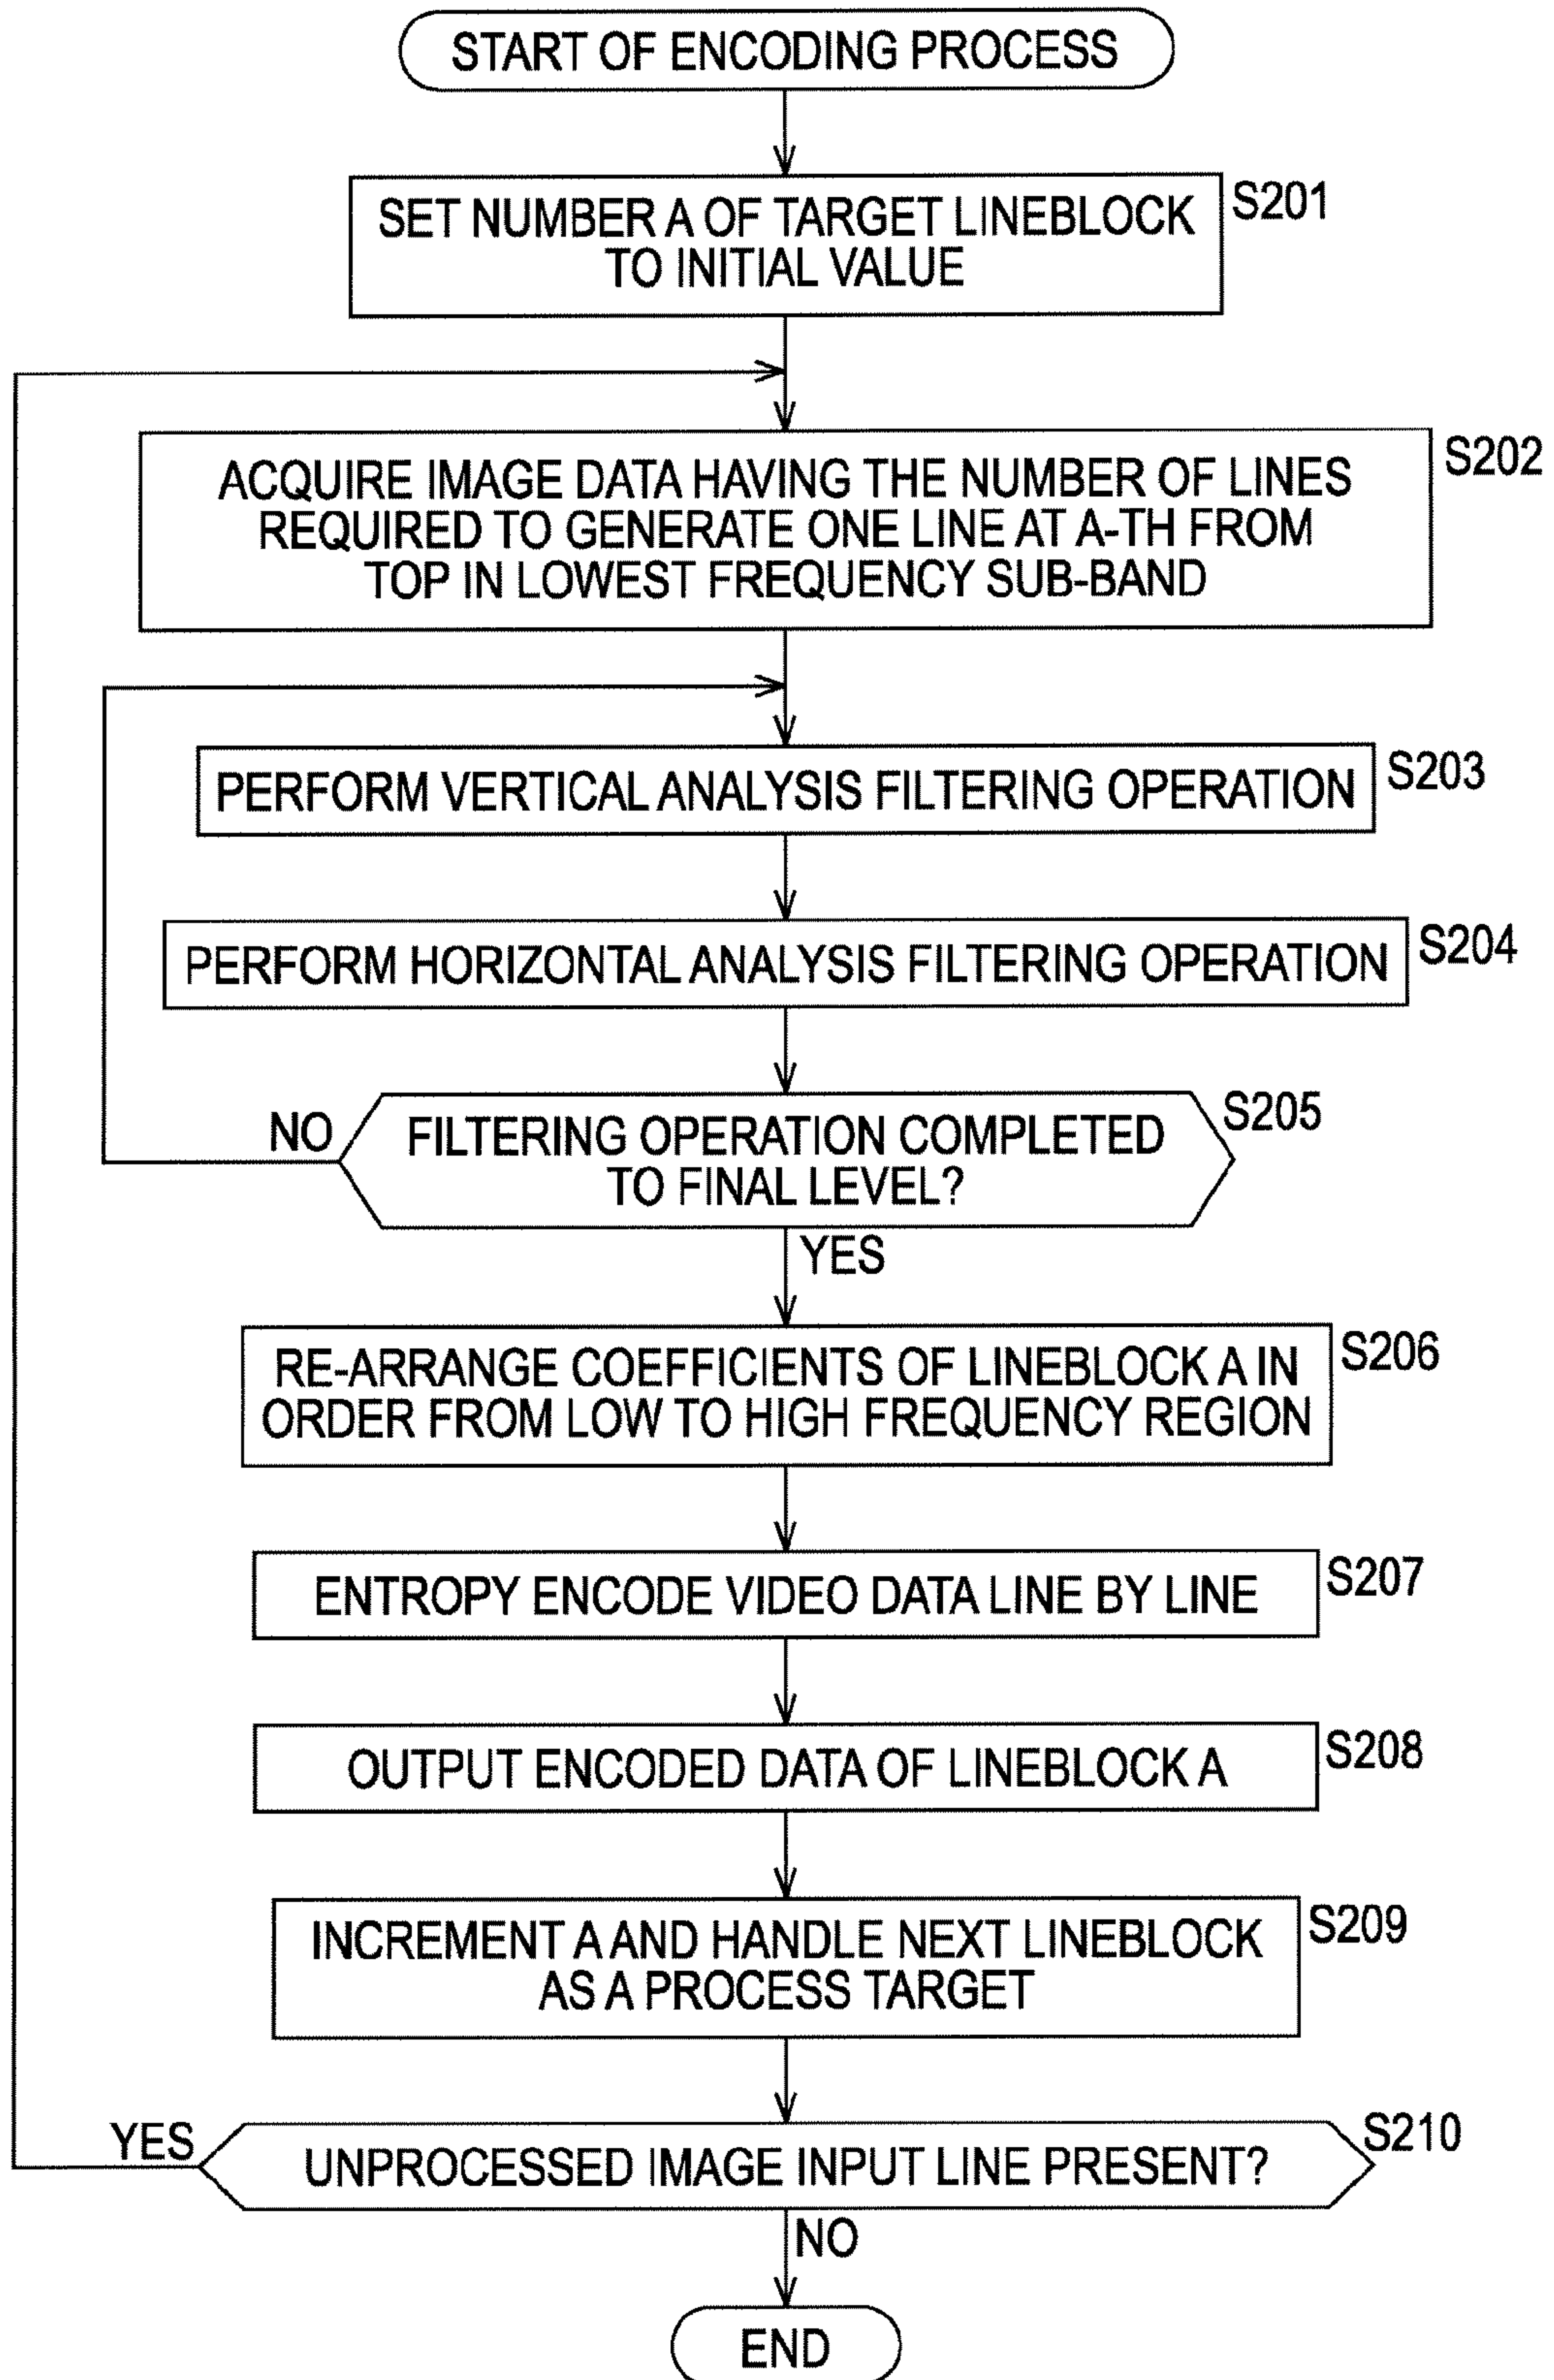 START OF ENCODING PROCESS
SET NUMBER A OF TARGET LINEBLOCK
TO INITIAL VALUE
S201
ACQUIRE IMAGE DATA HAVING THE NUMBER OF LINES
REQUIRED TO GENERATE ONE LINE AT A-TH FROM
TOP IN LOWEST FREQUENCY SUB-BAND
S202
PERFORM VERTICAL ANALYSIS FILTERING OPERATION
S203
PERFORM HORIZONTAL ANALYSIS FILTERING OPERATION
S204
NO
FILTERING OPERATION COMPLETED
TO FINAL LEVEL?
S205
YES
RE-ARRANGE COEFFICIENTS OF LINEBLOCK A IN
ORDER FROM LOW TO HIGH FREQUENCY REGION
S206
ENTROPY ENCODE VIDEO DATA LINE BY LINE
S207
OUTPUT ENCODED DATA OF LINEBLOCK A
S208
INCREMENT A AND HANDLE NEXT LINEBLOCK
AS A PROCESS TARGET
S209
YES
UNPROCESSED IMAGE INPUT LINE PRESENT?
S210
NO
END